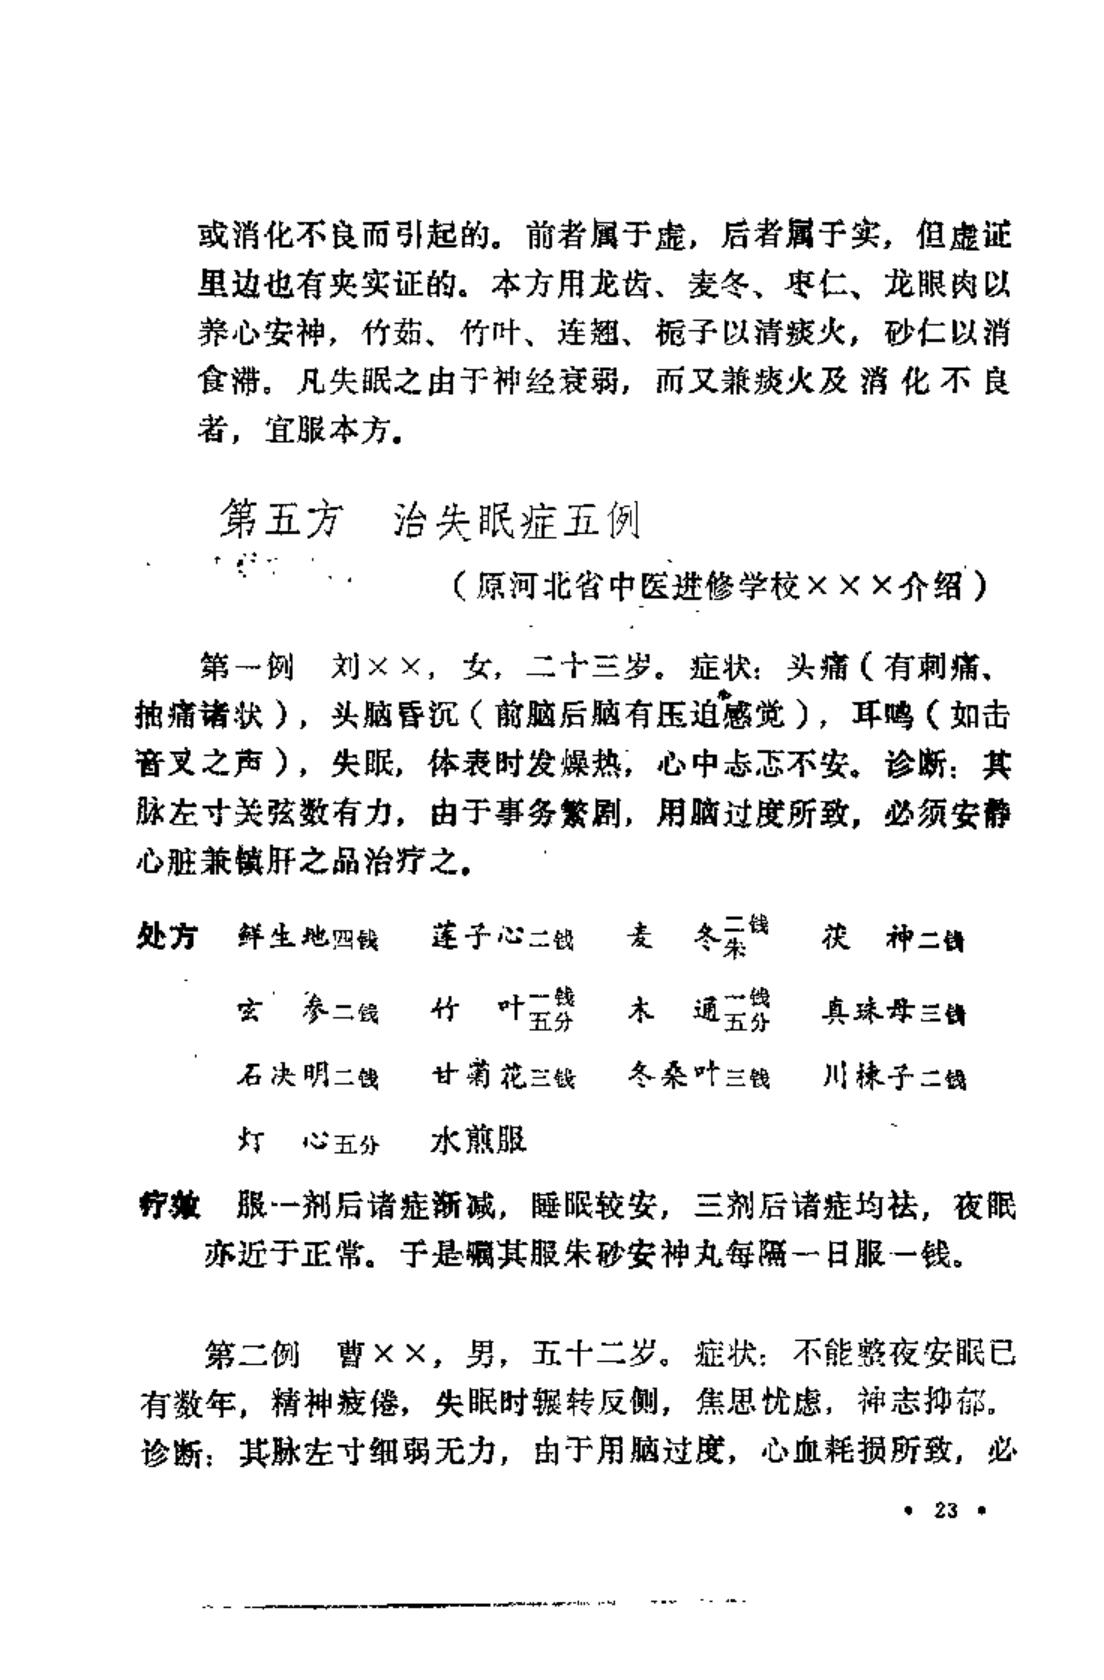 或消化不良而引起的。前者属于虚，后者属于实，但虚证
里边也有夹实证的。本方用龙齿、麦冬、枣仁、龙眼肉以
养心安神，竹茹、竹叶、连翘、栀子以清痰火，砂仁以消
食滞。凡失眠之由于神经衰弱，而又兼痰火及消化不良
者，宜服本方。
第五方　治失眠症五例
（原河北省中医进修学校×××介绍）
第一例　刘××，女，二十三岁。症状：头痛（有刺痛、
抽痛诸状），头脑昏沉（前脑后脑有压迫感觉），耳鸣（如击
音叉之声），失眠，体表时发燥热，心中忐忑不安。诊断：其
脉左寸关弦数有力，由于事务繁剧，用脑过度所致，必须安静
心脏兼镇肝之品治疗之。
处方　鲜生地四钱　莲子心二钱　麦　冬二钱朱　茯　神二钱
玄　参二钱　竹　叶一钱五分　木　通一钱五分　真珠母三钱
石决明二钱　甘菊花三钱　冬桑叶三钱　川楝子二钱
灯　心五分　水煎服
疗效　服一剂后诸症渐减，睡眠较安，三剂后诸症均祛，夜眠
亦近于正常。于是嘱其服朱砂安神丸每隔一日服一钱。
第二例　曹××，男，五十二岁。症状：不能整夜安眠已
有数年，精神疲倦，失眠时辗转反侧，焦思忧虑，神志抑郁。
诊断：其脉左寸细弱无力，由于用脑过度，心血耗损所致，必
• 23 •